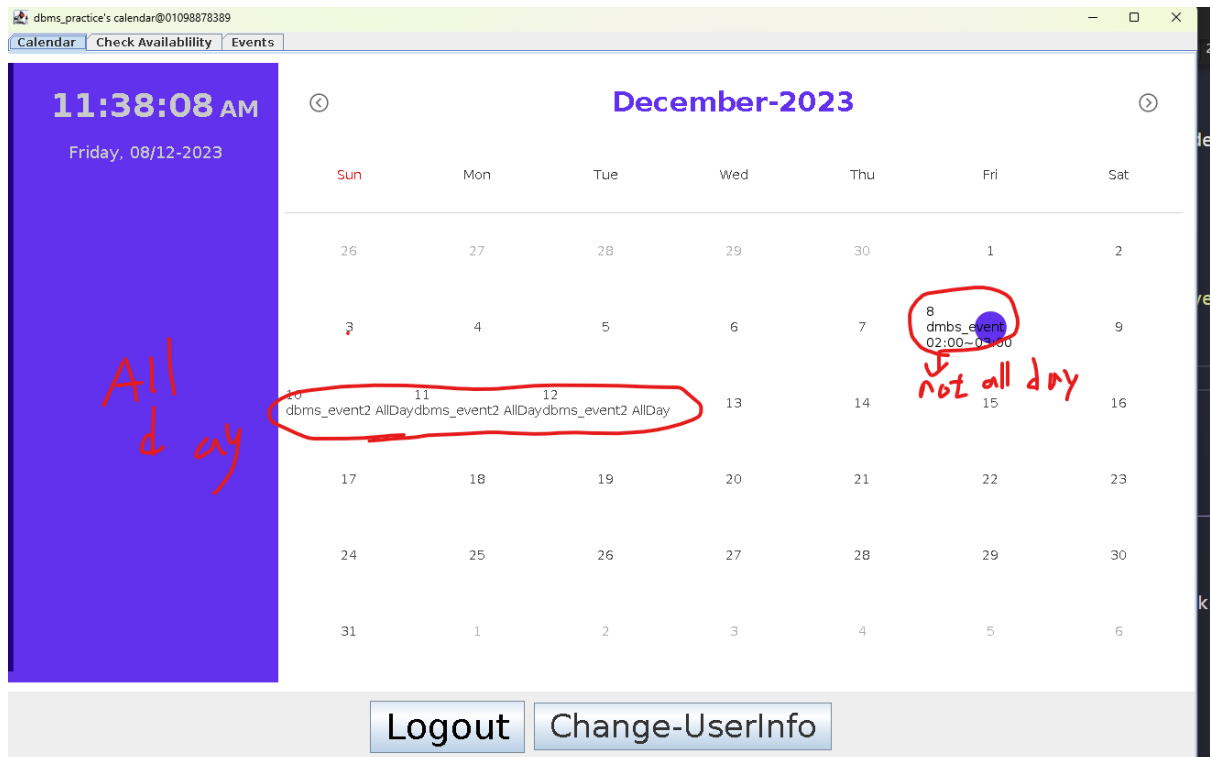 dbms_practice's calendar@01098878389
Calendar Check Availablility Events
11:38:08 AM
Friday, 08/12-2023
December-2023
Sun Mon Tue Wed Thu Fri Sat
26 27 28 29 30 1 2
3 4 5 6 7 8 9
dmbs_event
02:00~03:00
not all day
All
day
10 11 12 13 14 15 16
dbms_event2 AllDaydbms_event2 AllDaydbms_event2 AllDay
17 18 19 20 21 22 23
24 25 26 27 28 29 30
31 1 2 3 4 5 6
Logout Change-UserInfo